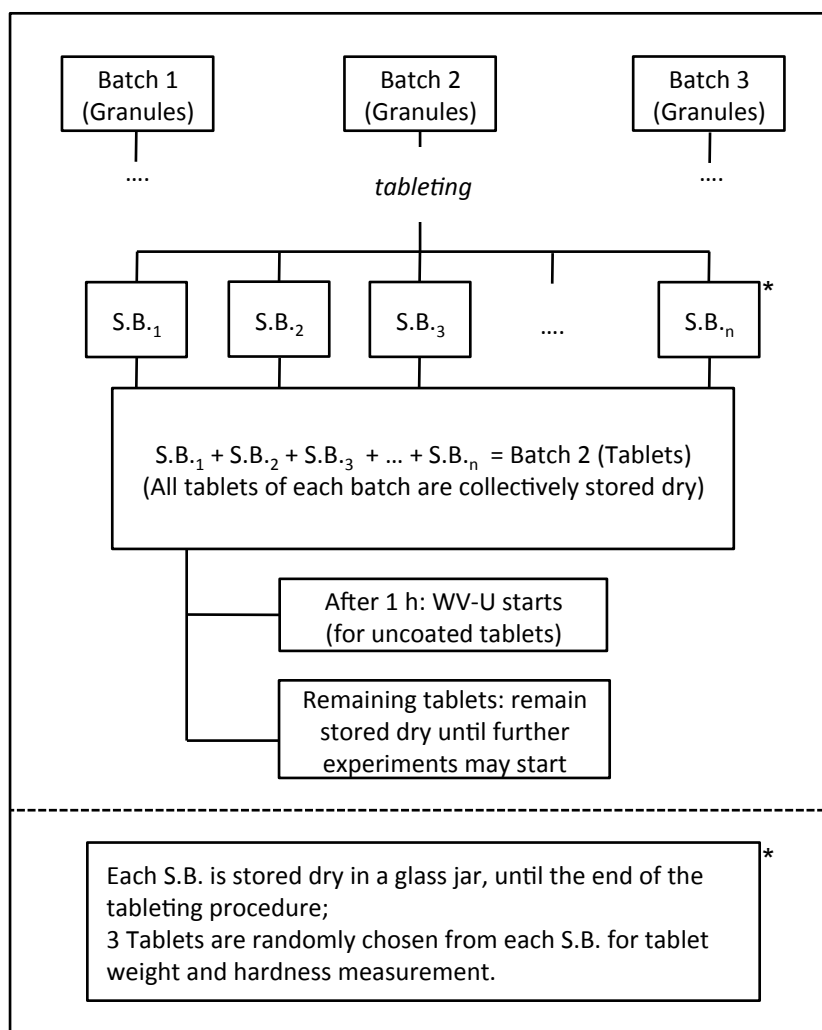 Batch 1
(Granules)
Batch 2
(Granules)
Batch 3
(Granules)
....
tableting
....
S.B.₁
S.B.₂
S.B.₃
....
S.B.ₙ
*
S.B.₁ + S.B.₂ + S.B.₃ + ... + S.B.ₙ = Batch 2 (Tablets)
(All tablets of each batch are collectively stored dry)
After 1 h: WV-U starts
(for uncoated tablets)
Remaining tablets: remain
stored dry until further
experiments may start
*
Each S.B. is stored dry in a glass jar, until the end of the
tableting procedure;
3 Tablets are randomly chosen from each S.B. for tablet
weight and hardness measurement.